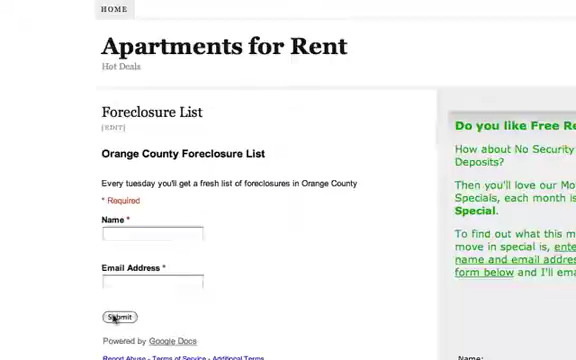 HOME
Apartments for Rent
Hot Deals
Foreclosure List
[EDIT]
Orange County Foreclosure List
Every tuesday you'll get a fresh list of foreclosures in Orange County
* Required
Name *
Email Address *
Submit
Powered by Google Docs
Report Abuse - Terms of Service - Additional Terms
Do you like Free Re
How about No Security
Deposits?
Then you'll love our Mo
Specials, each month is
Special.
To find out what this m
move in special is, ente
name and email addres
form below and I'll ema
Name: